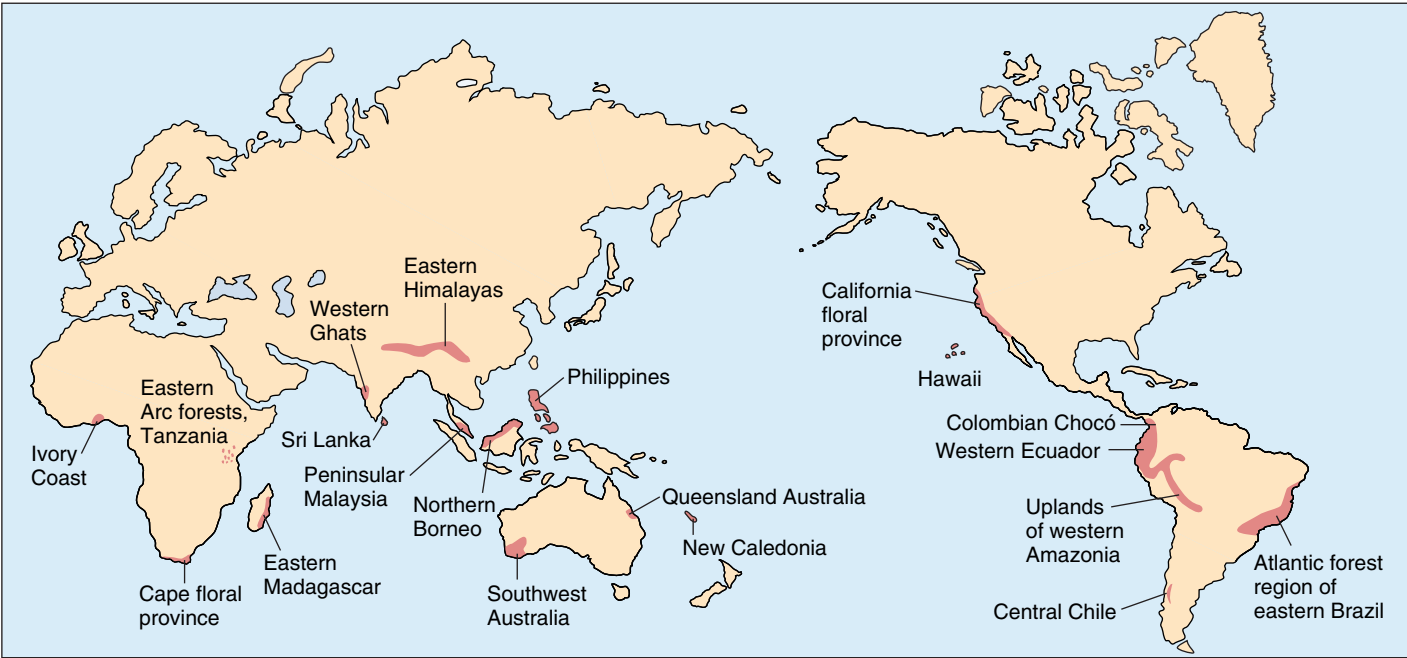 Eastern
Himalayas
Western
Ghats
Eastern
Arc forests,
Tanzania
Ivory
Coast
Sri Lanka
Peninsular
Malaysia
Philippines
Northern
Borneo
Queensland Australia
New Caledonia
Eastern
Madagascar
Cape floral
province
Southwest
Australia
California
floral
province
Hawaii
Colombian Chocó
Western Ecuador
Uplands
of western
Amazonia
Central Chile
Atlantic forest
region of
eastern Brazil